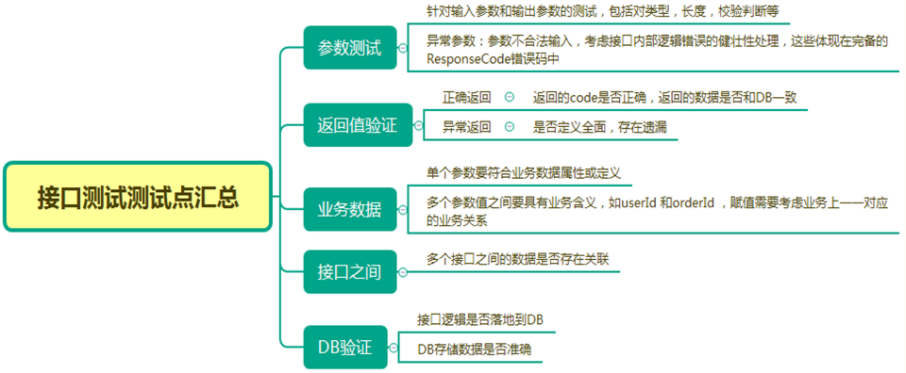 接口测试测试点汇总
参数测试
针对输入参数和输出参数的测试，包括对类型，长度，校验判断等
异常参数：参数不合法输入，考虑接口内部逻辑错误的健壮性处理，这些体现在完备的
ResponseCode错误码中
返回值验证
正确返回
返回的code是否正确，返回的数据是否和DB一致
异常返回
是否定义全面，存在遗漏
业务数据
单个参数要符合业务数据属性或定义
多个参数值之间要具有业务含义，如userId 和orderId ，赋值需要考虑业务上一一对应
的业务关系
接口之间
多个接口之间的数据是否存在关联
DB验证
接口逻辑是否落地到DB
DB存储数据是否准确